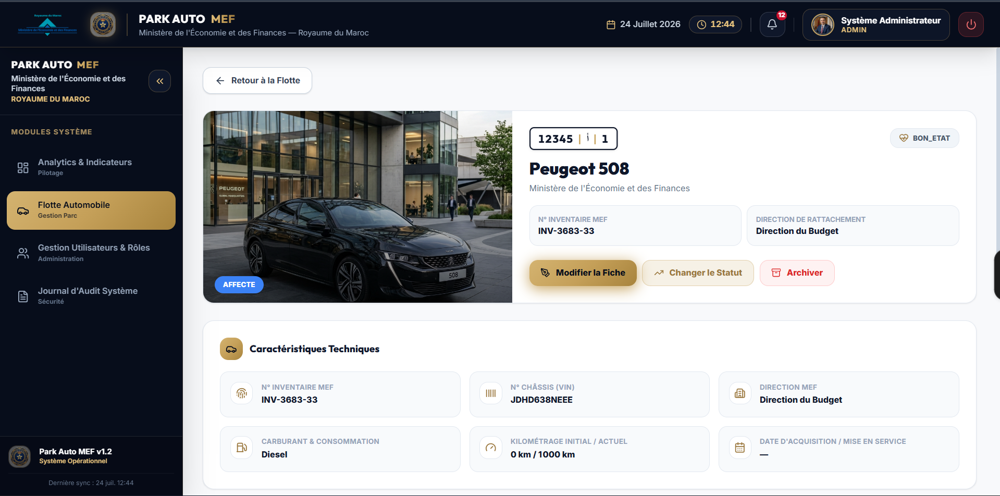 Royaume du Maroc
Ministère de l'Économie et des Finances
PARK AUTO MEF
Ministère de l'Économie et des Finances — Royaume du Maroc
24 Juillet 2026
12:44
12
Système Administrateur
ADMIN
PARK AUTO MEF
Ministère de l'Économie et des
Finances
ROYAUME DU MAROC
MODULES SYSTÈME
Analytics & Indicateurs
Pilotage
Flotte Automobile
Gestion Parc
Gestion Utilisateurs & Rôles
Administration
Journal d'Audit Système
Sécurité
Park Auto MEF v1.2
Système Opérationnel
Dernière sync : 24 juil. 12:44
Retour à la Flotte
PEUGEOT
GLOBAL HEADQUARTERS
508
AFFECTE
12345 | أ | 1
BON_ETAT
Peugeot 508
Ministère de l'Économie et des Finances
N° INVENTAIRE MEF
INV-3683-33
DIRECTION DE RATTACHEMENT
Direction du Budget
Modifier la Fiche
Changer le Statut
Archiver
Caractéristiques Techniques
N° INVENTAIRE MEF
INV-3683-33
N° CHÂSSIS (VIN)
JDHD638NEEE
DIRECTION MEF
Direction du Budget
CARBURANT & CONSOMMATION
Diesel
KILOMÉTRAGE INITIAL / ACTUEL
0 km / 1000 km
DATE D'ACQUISITION / MISE EN SERVICE
—